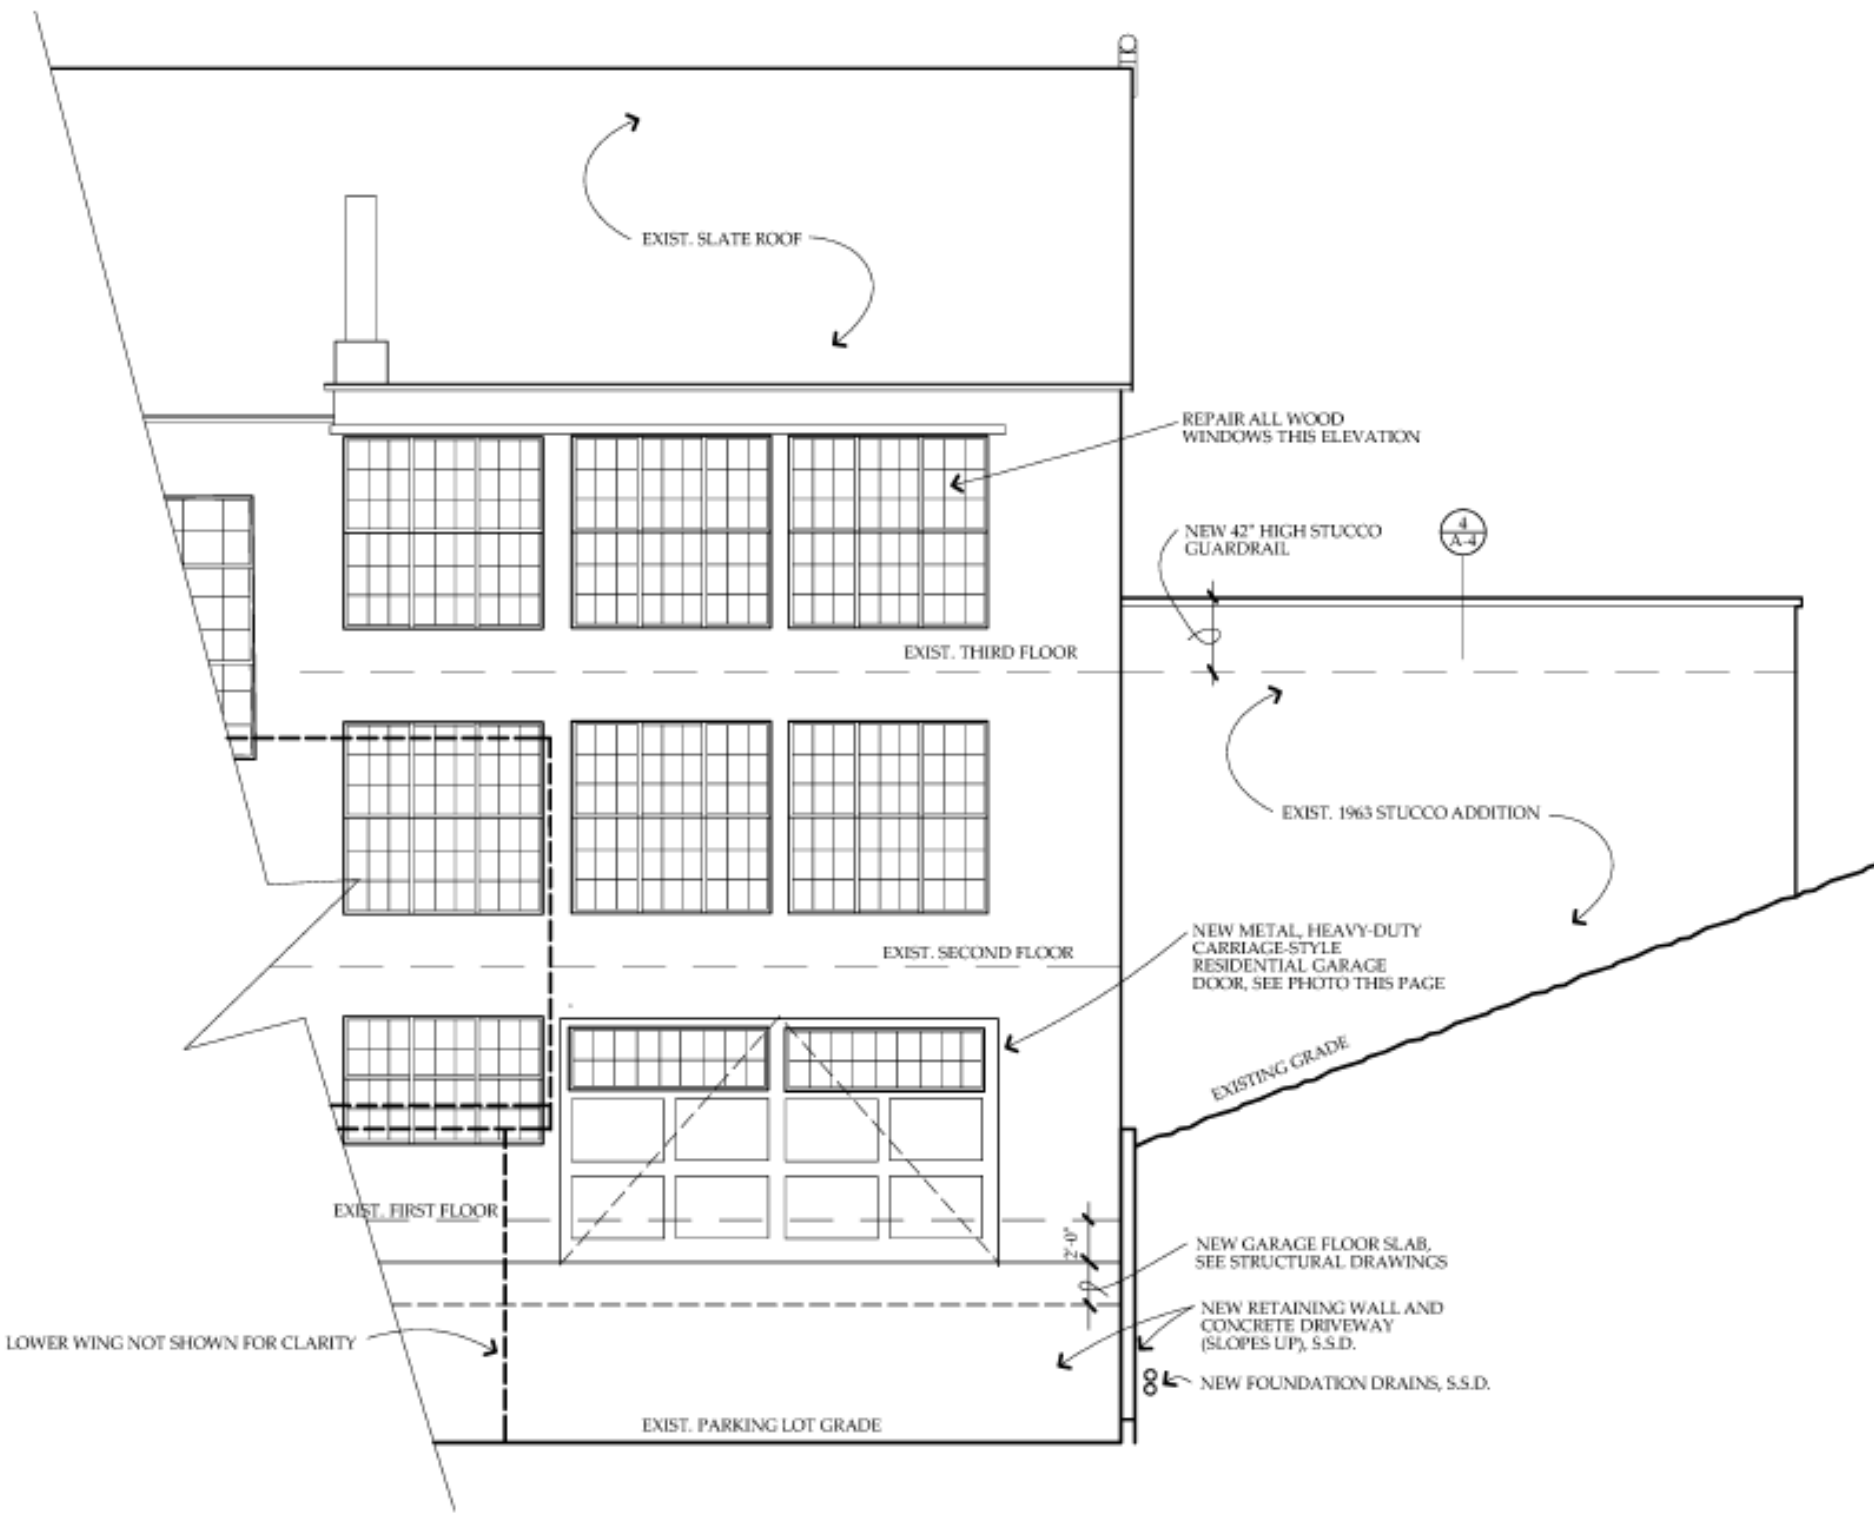 EXIST. SLATE ROOF
REPAIR ALL WOOD
WINDOWS THIS ELEVATION
NEW 42" HIGH STUCCO
GUARDRAIL
4
A-4
EXIST. THIRD FLOOR
EXIST. 1963 STUCCO ADDITION
NEW METAL, HEAVY-DUTY
CARRIAGE-STYLE
RESIDENTIAL GARAGE
DOOR, SEE PHOTO THIS PAGE
EXIST. SECOND FLOOR
EXISTING GRADE
EXIST. FIRST FLOOR
2'-0"
NEW GARAGE FLOOR SLAB,
SEE STRUCTURAL DRAWINGS
NEW RETAINING WALL AND
CONCRETE DRIVEWAY
(SLOPES UP), S.S.D.
LOWER WING NOT SHOWN FOR CLARITY
NEW FOUNDATION DRAINS, S.S.D.
EXIST. PARKING LOT GRADE